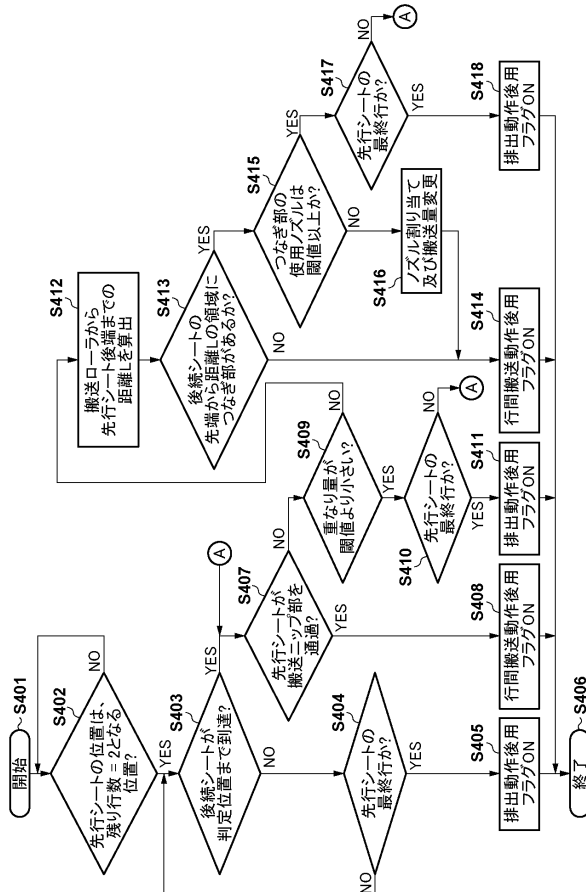 S401
開始
S402
先行シートの位置は、
残り行数=2となる
位置?
NO
YES
S403
後続シートが
判定位置まで到達?
YES
NO
S404
先行シートの
最終行か?
NO
YES
S405
排出動作後用
フラグON
S406
終了
A
S407
先行シートが
搬送ニップ部を
通過?
NO
YES
S408
行間搬送動作後用
フラグON
S409
重なり量が
閾値より小さい?
NO
YES
S410
先行シートの
最終行か?
NO
A
YES
S411
排出動作後用
フラグON
S412
搬送ローラから
先行シート後端までの
距離Lを算出
S413
後続シートの
先端から距離Lの領域に
つなぎ部があるか?
YES
NO
S414
行間搬送動作後用
フラグON
S415
つなぎ部の
使用ノズルは
閾値以上か?
YES
NO
S416
ノズル割り当て
及び搬送量変更
S417
先行シートの
最終行か?
NO
A
YES
S418
排出動作後用
フラグON